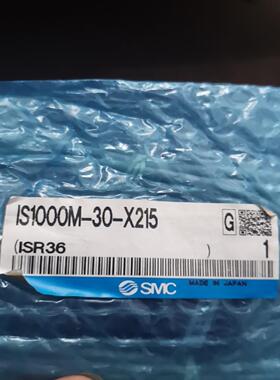 IS1000M-30-X215
G
(ISR36 ) 1
SMC MADE IN JAPAN